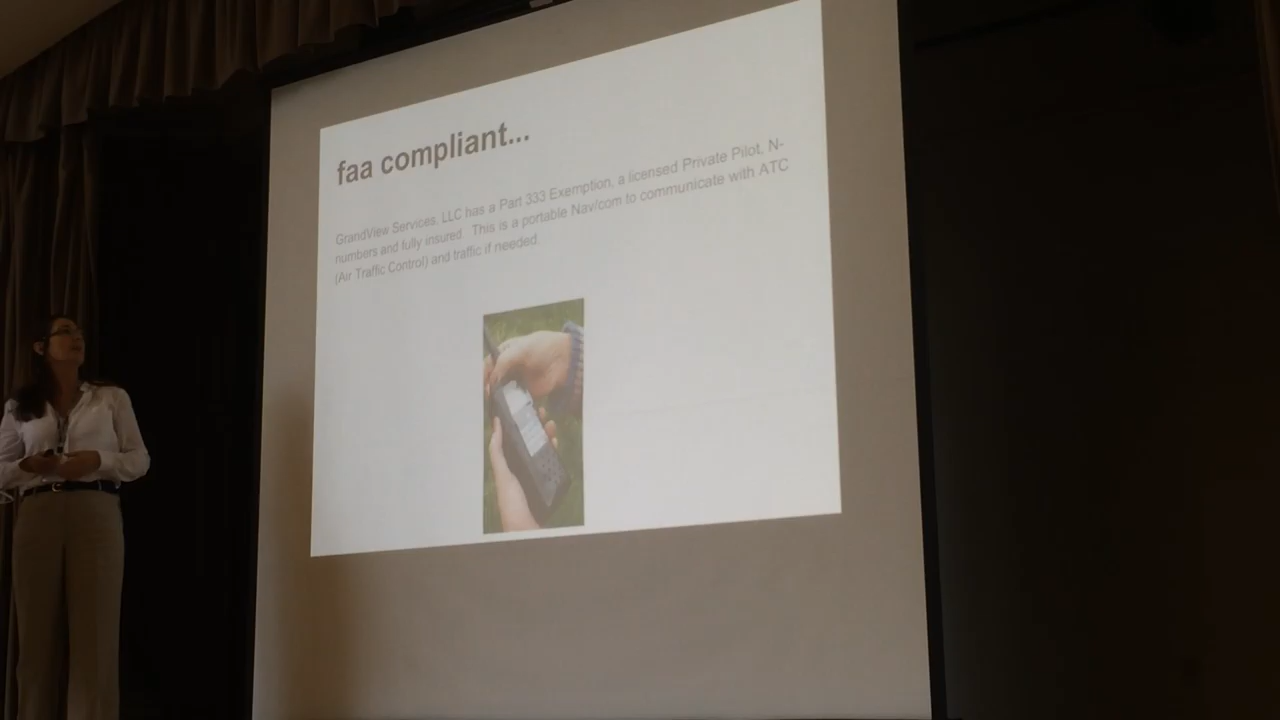 faa compliant...
GrandView Services, LLC has a Part 333 Exemption, a licensed Private Pilot, N-
numbers and fully insured. This is a portable Nav/com to communicate with ATC
(Air Traffic Control) and traffic if needed.